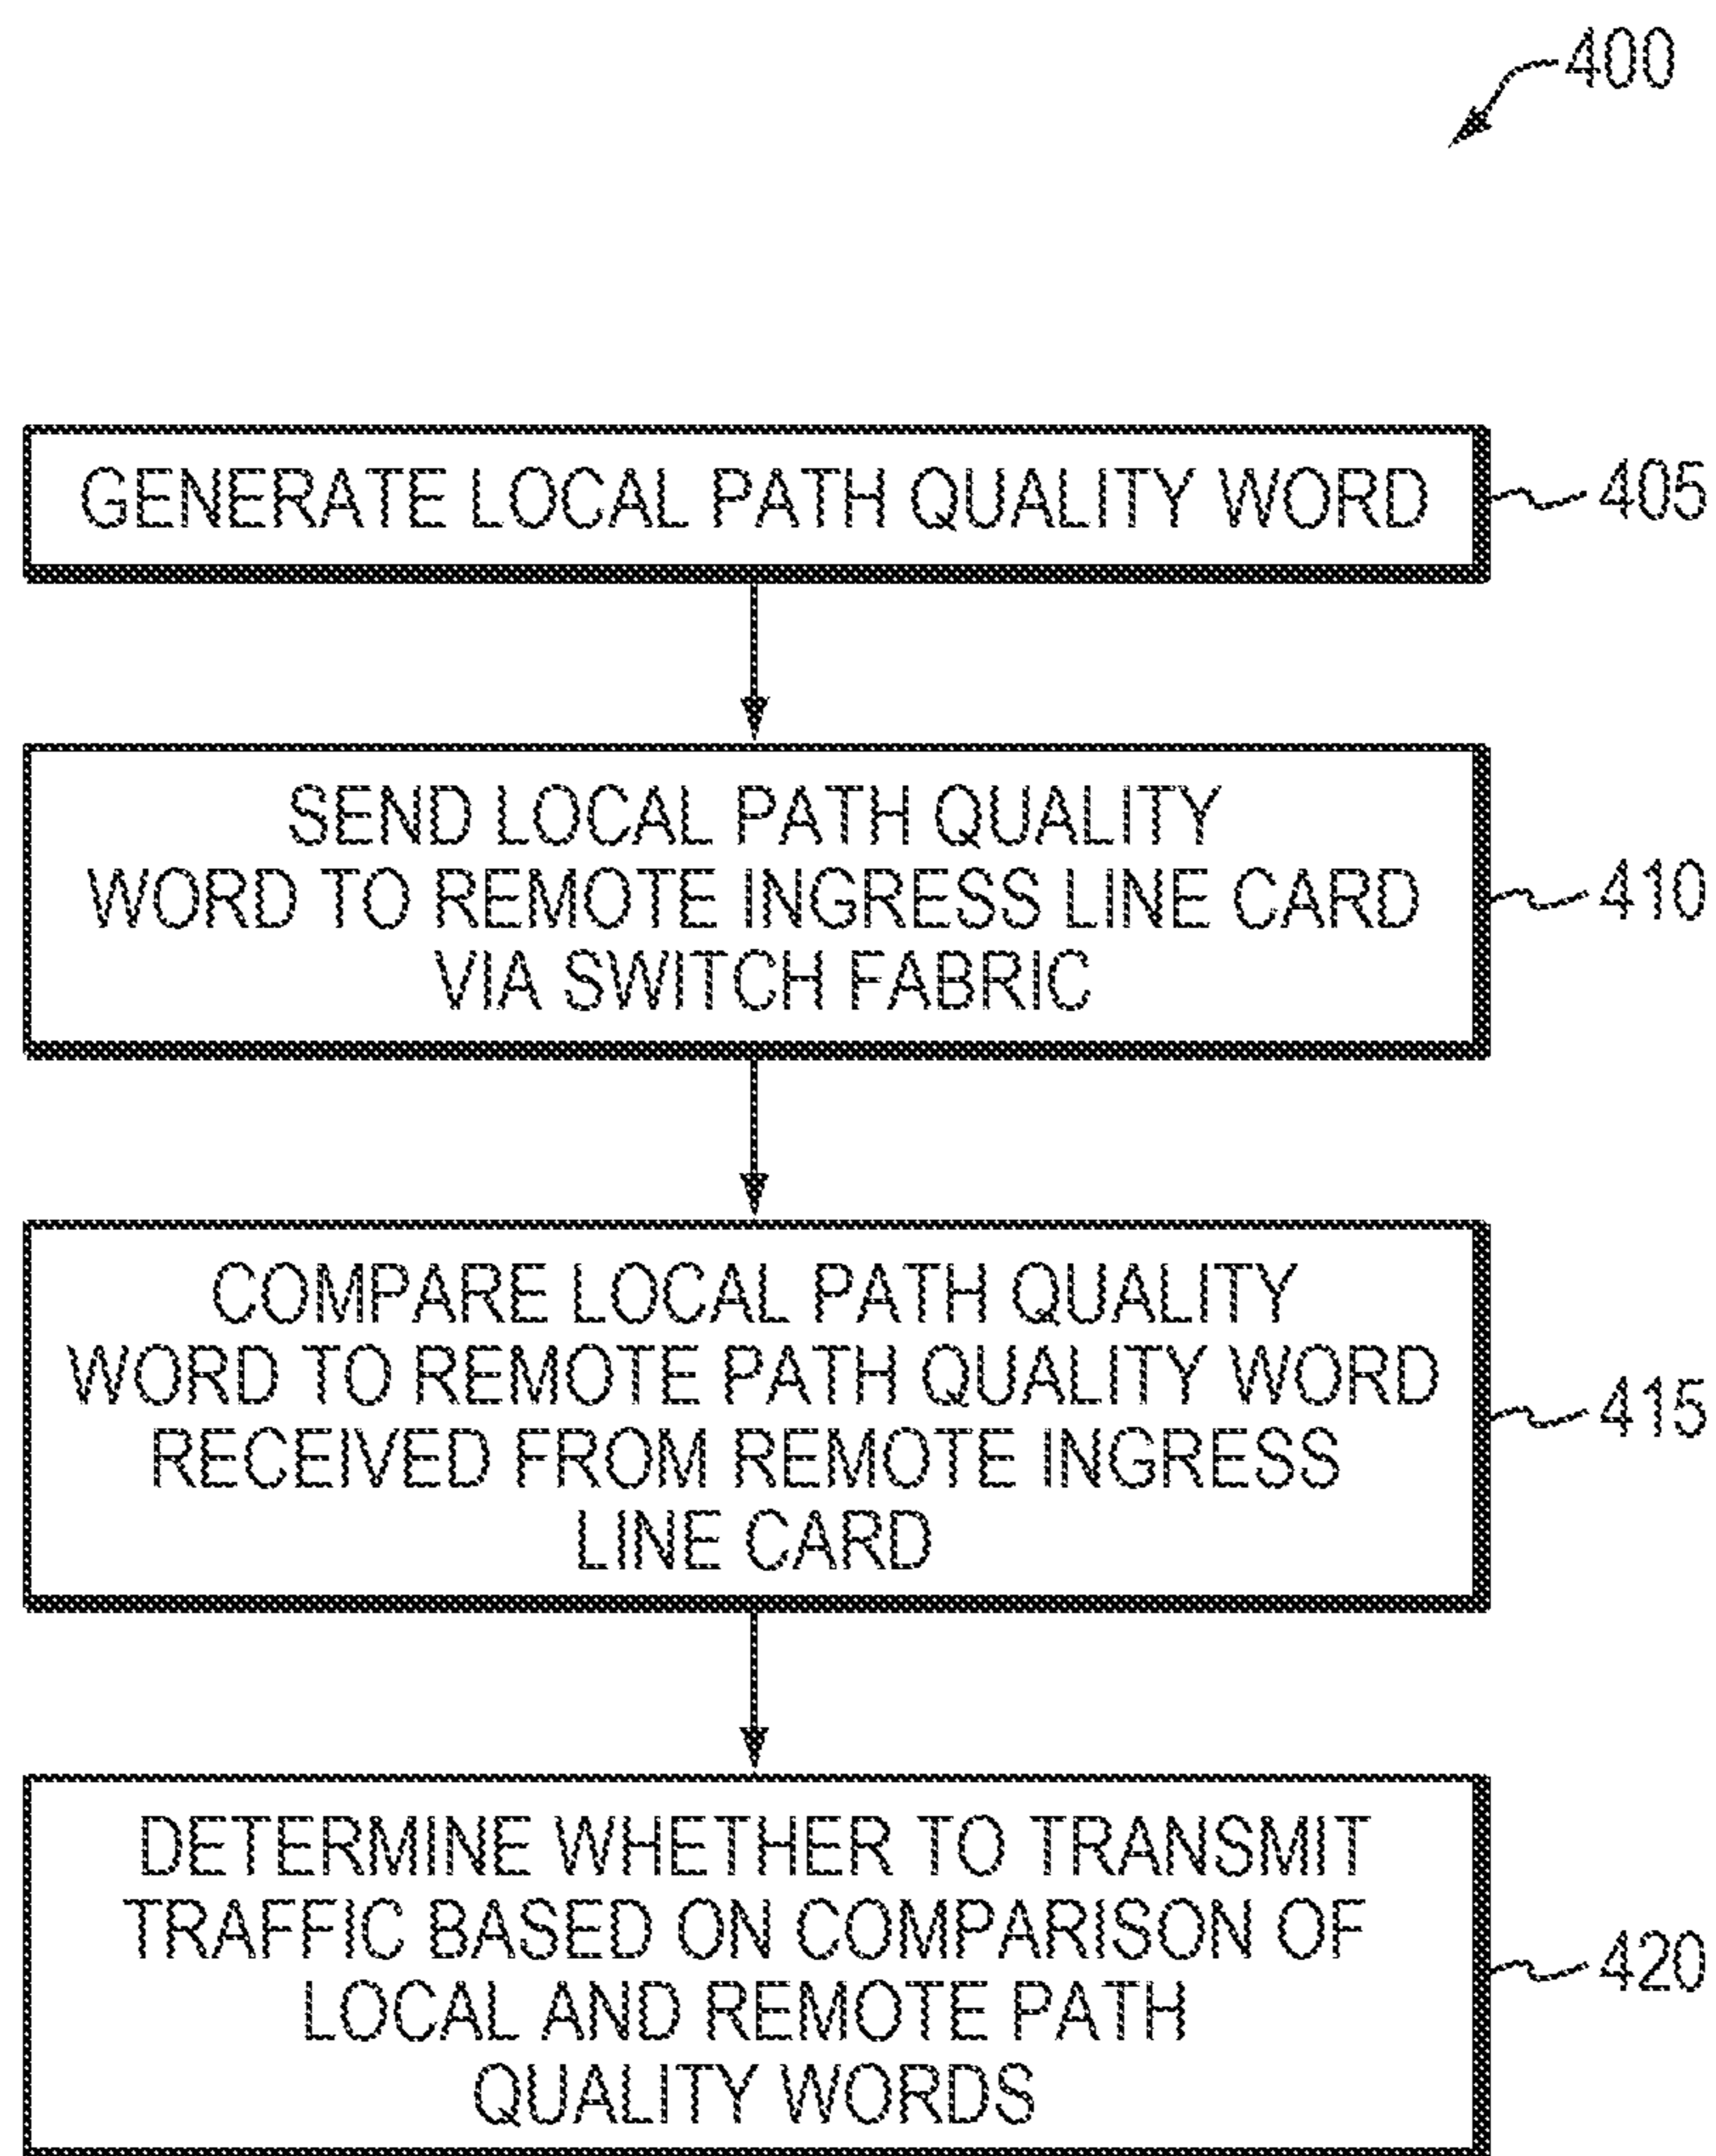 400
GENERATE LOCAL PATH QUALITY WORD
405
SEND LOCAL PATH QUALITY
WORD TO REMOTE INGRESS LINE CARD
VIA SWITCH FABRIC
410
COMPARE LOCAL PATH QUALITY
WORD TO REMOTE PATH QUALITY WORD
RECEIVED FROM REMOTE INGRESS
LINE CARD
415
DETERMINE WHETHER TO TRANSMIT
TRAFFIC BASED ON COMPARISON OF
LOCAL AND REMOTE PATH
QUALITY WORDS
420